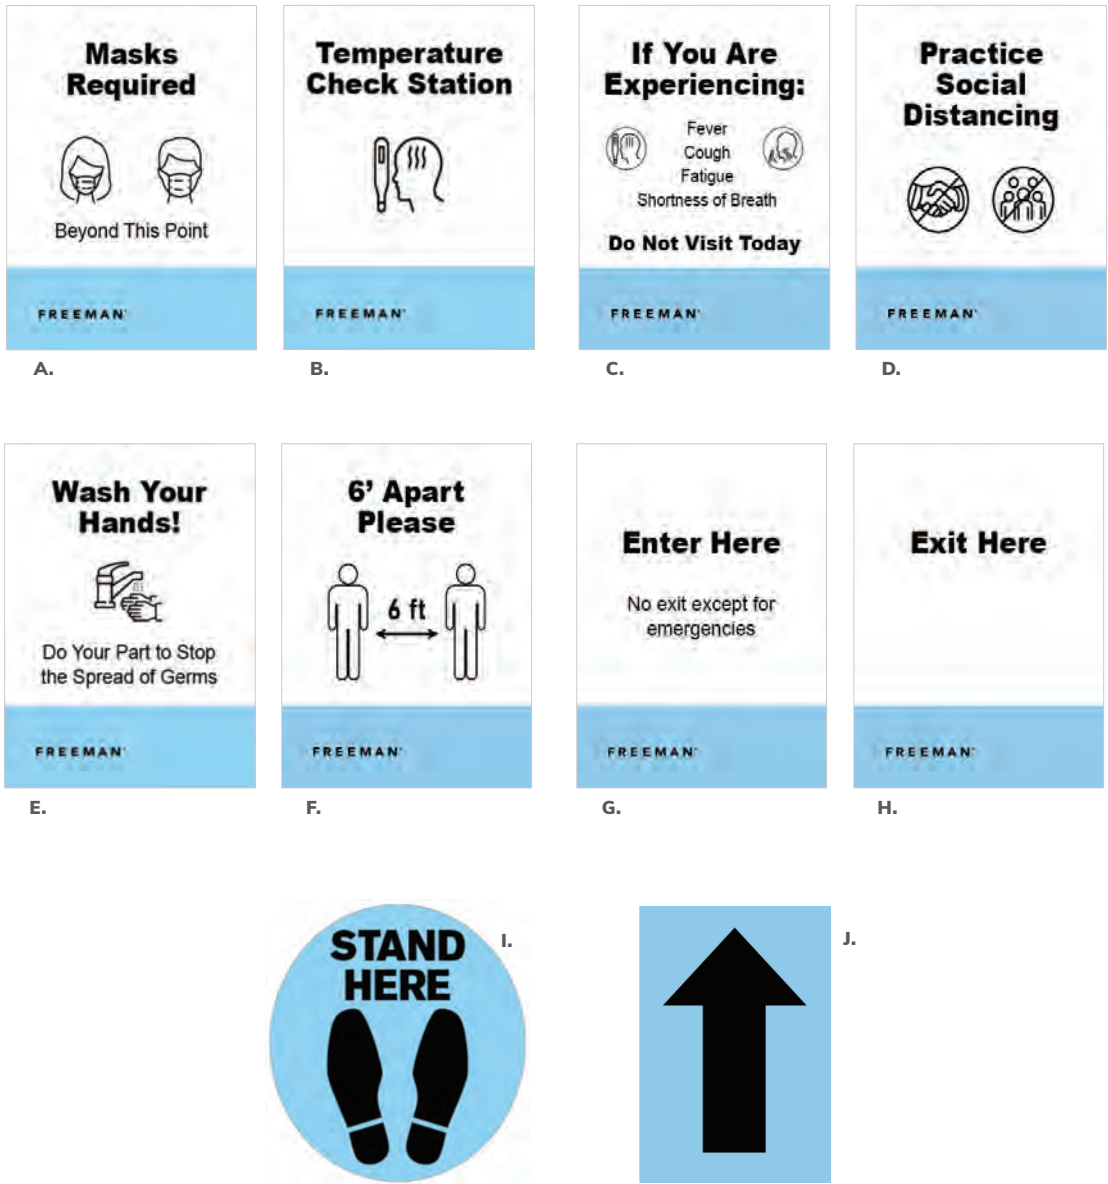 Masks
Required
Beyond This Point
FREEMAN
A.
Temperature
Check Station
FREEMAN
B.
If You Are
Experiencing:
Fever
Cough
Fatigue
Shortness of Breath
Do Not Visit Today
FREEMAN
C.
Practice
Social
Distancing
FREEMAN
D.
Wash Your
Hands!
Do Your Part to Stop
the Spread of Germs
FREEMAN
E.
6’ Apart
Please
6 ft
FREEMAN
F.
Enter Here
No exit except for
emergencies
FREEMAN
G.
Exit Here
FREEMAN
H.
STAND
HERE
I.
J.